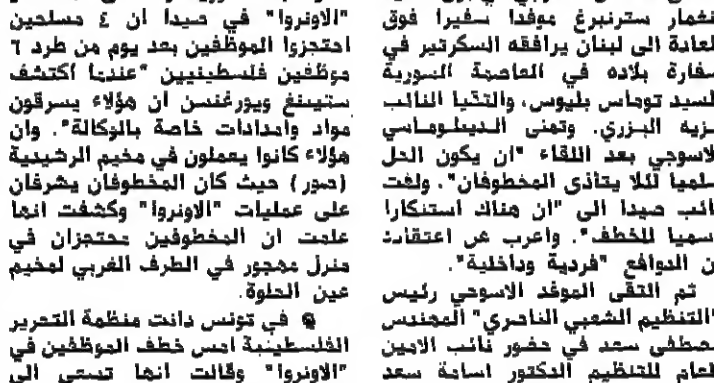 نغمار سترنبرغ موفدا سفيرا فوق
لعادة الى لبنان يرافقه السكرتير في
سفارة بلاده في العاصمة السورية
لسيد توماس بليوس، والتقيا النائب
نزيه البزري. وتمنى الديبلوماسي
لاسوجي بعد اللقاء "ان يكون الحل
سلميا لئلا يتأذى المخطوفان". ولفت
نائب صيدا الى "ان هناك استنكارا
سميا للخطف". واعرب عن اعتقاده
ن الدوافع "فردية وداخلية".
ثم التقى الموفد الاسوجي رئيس
"التنظيم الشعبي الناصري" المهندس
مصطفى سعد في حضور نائب الامين
لعام للتنظيم الدكتور اسامة سعد
"الاونروا" في صيدا ان ٤ مسلحين
احتجزوا الموظفين بعد يوم من طرد ٦
موظفين فلسطينيين "عندما اكتشف
ستيننغ ويورغنسن ان هؤلاء يسرقون
مواد وامدادات خاصة بالوكالة". وان
هؤلاء كانوا يعملون في مخيم الرشيدية
(صور) حيث كان المخطوفان يشرفان
على عمليات "الاونروا" وكشفت انها
علمت ان المخطوفين محتجزان في
منزل مهجور في الطرف الغربي لمخيم
عين الحلوة.
في تونس دانت منظمة التحرير
الفلسطينية امس خطف الموظفين في
"الاونروا" وقالت انها تسعى الى